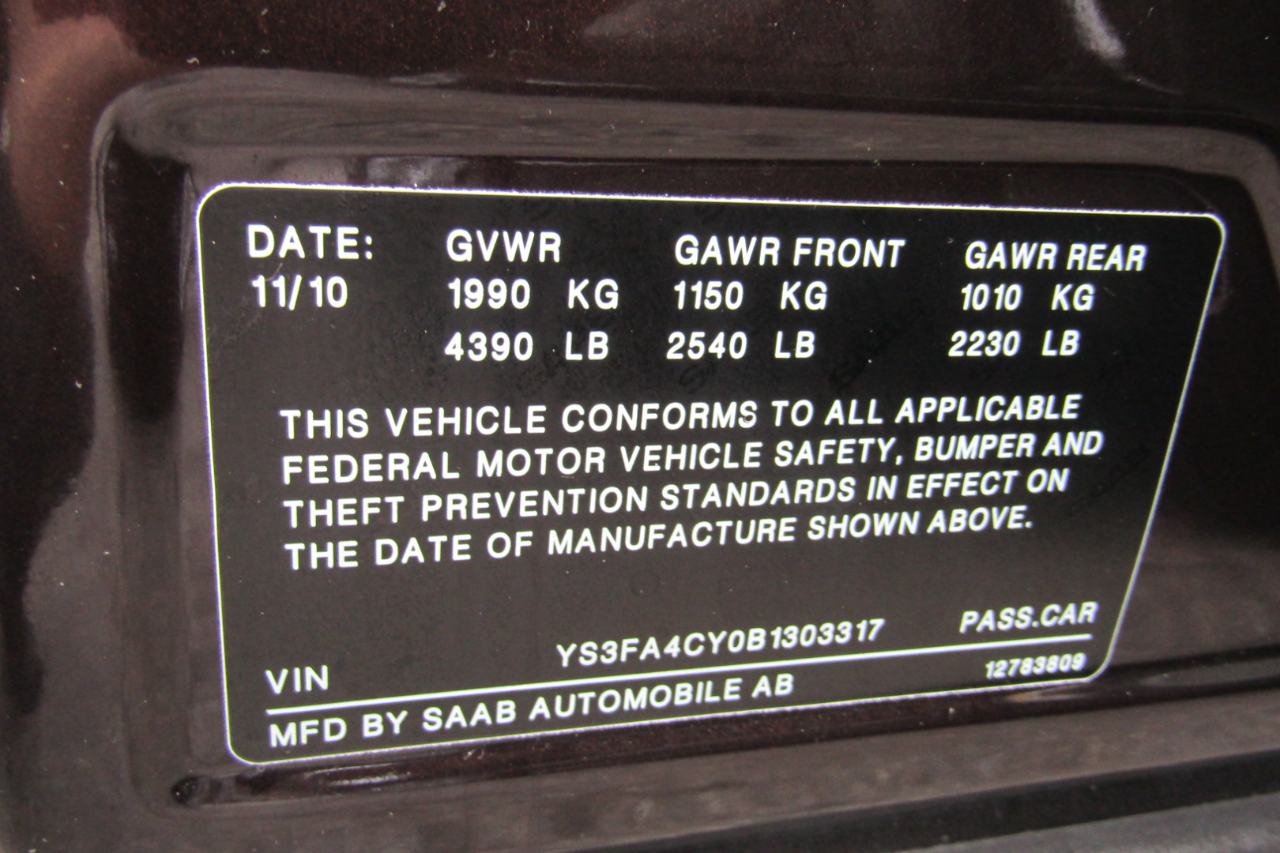 DATE: GVWR GAWR FRONT GAWR REAR
11/10 1990 KG 1150 KG 1010 KG
4390 LB 2540 LB 2230 LB
THIS VEHICLE CONFORMS TO ALL APPLICABLE
FEDERAL MOTOR VEHICLE SAFETY, BUMPER AND
THEFT PREVENTION STANDARDS IN EFFECT ON
THE DATE OF MANUFACTURE SHOWN ABOVE.
VIN YS3FA4CY0B1303317 PASS.CAR
MFD BY SAAB AUTOMOBILE AB 12783809